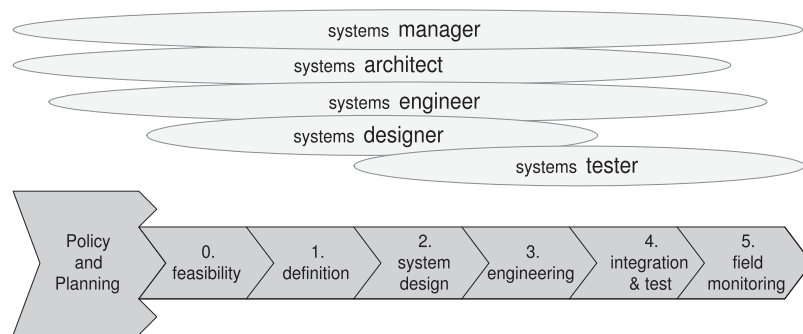 systems manager
systems architect
systems engineer
systems designer
systems tester
Policy
and
Planning
0.
feasibility
1.
definition
2.
system
design
3.
engineering
4.
integration
& test
5.
field
monitoring